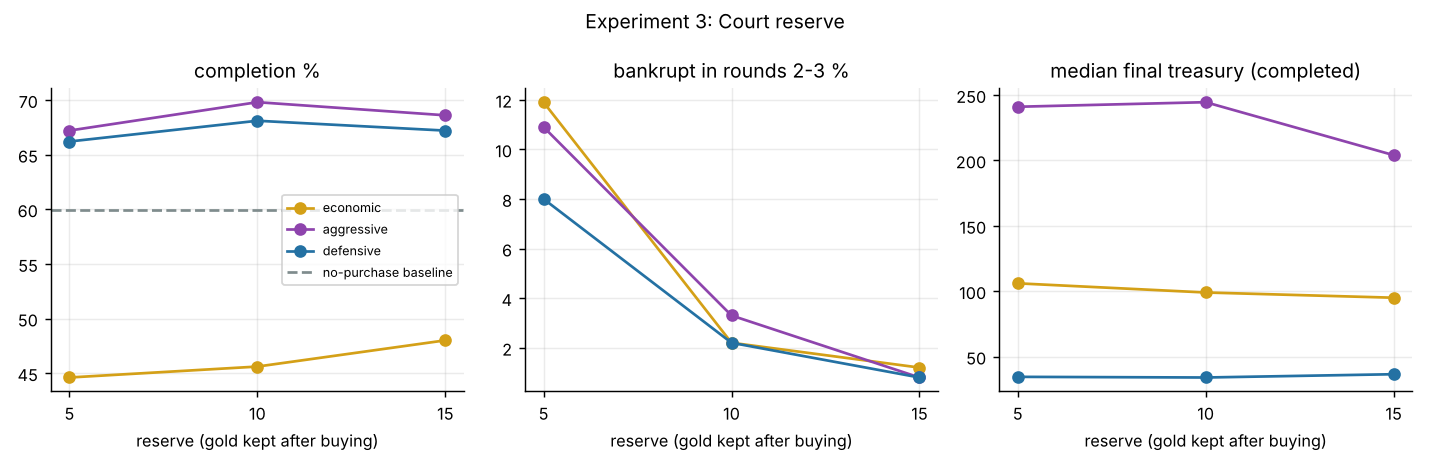 Experiment 3: Court reserve
completion %
70
65
60
55
50
45
5 10 15
reserve (gold kept after buying)
economic
aggressive
defensive
no-purchase baseline
bankrupt in rounds 2-3 %
12
10
8
6
4
2
5 10 15
reserve (gold kept after buying)
median final treasury (completed)
250
200
150
100
50
5 10 15
reserve (gold kept after buying)